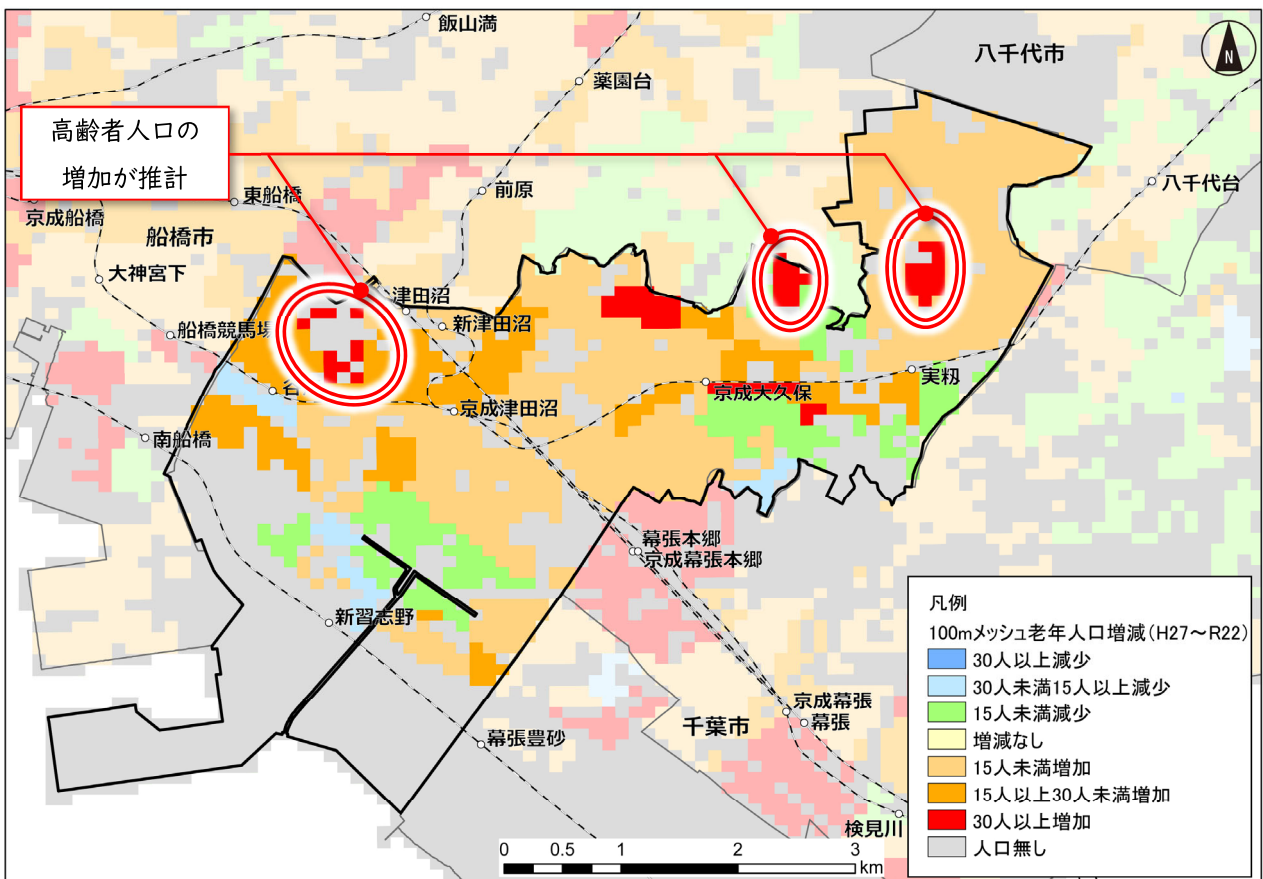 飯山満
八千代市
N
薬園台
高齢者人口の
増加が推計
八千代台
前原
東船橋
京成船橋
船橋市
大神宮下
津田沼
新津田沼
船橋競馬場
実籾
京成大久保
京成津田沼
南船橋
幕張本郷
京成幕張本郷
新習志野
京成幕張
幕張
千葉市
幕張豊砂
検見川
凡例
100mメッシュ老年人口増減(H27~R22)
30人以上減少
30人未満15人以上減少
15人未満減少
増減なし
15人未満増加
15人以上30人未満増加
30人以上増加
人口無し
0 0.5 1 2 3
km